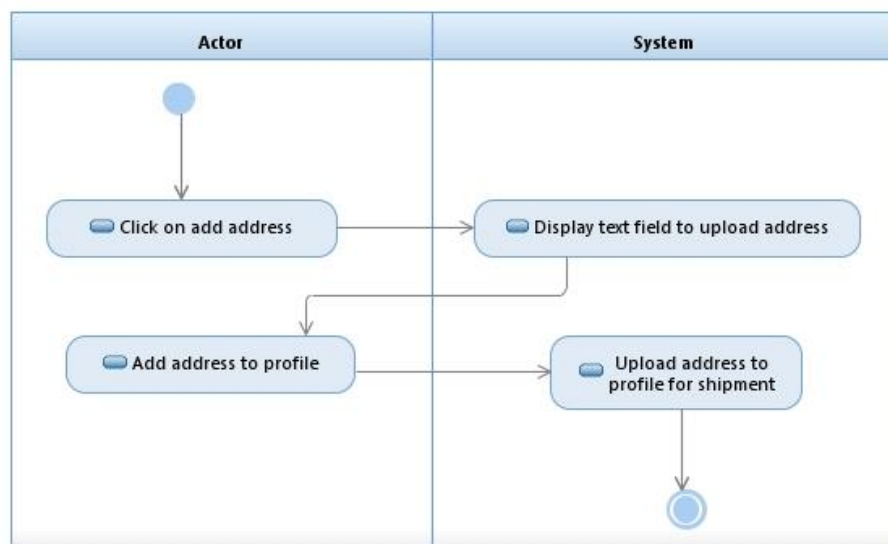 Actor
System
Click on add address
Display text field to upload address
Add address to profile
Upload address to
profile for shipment